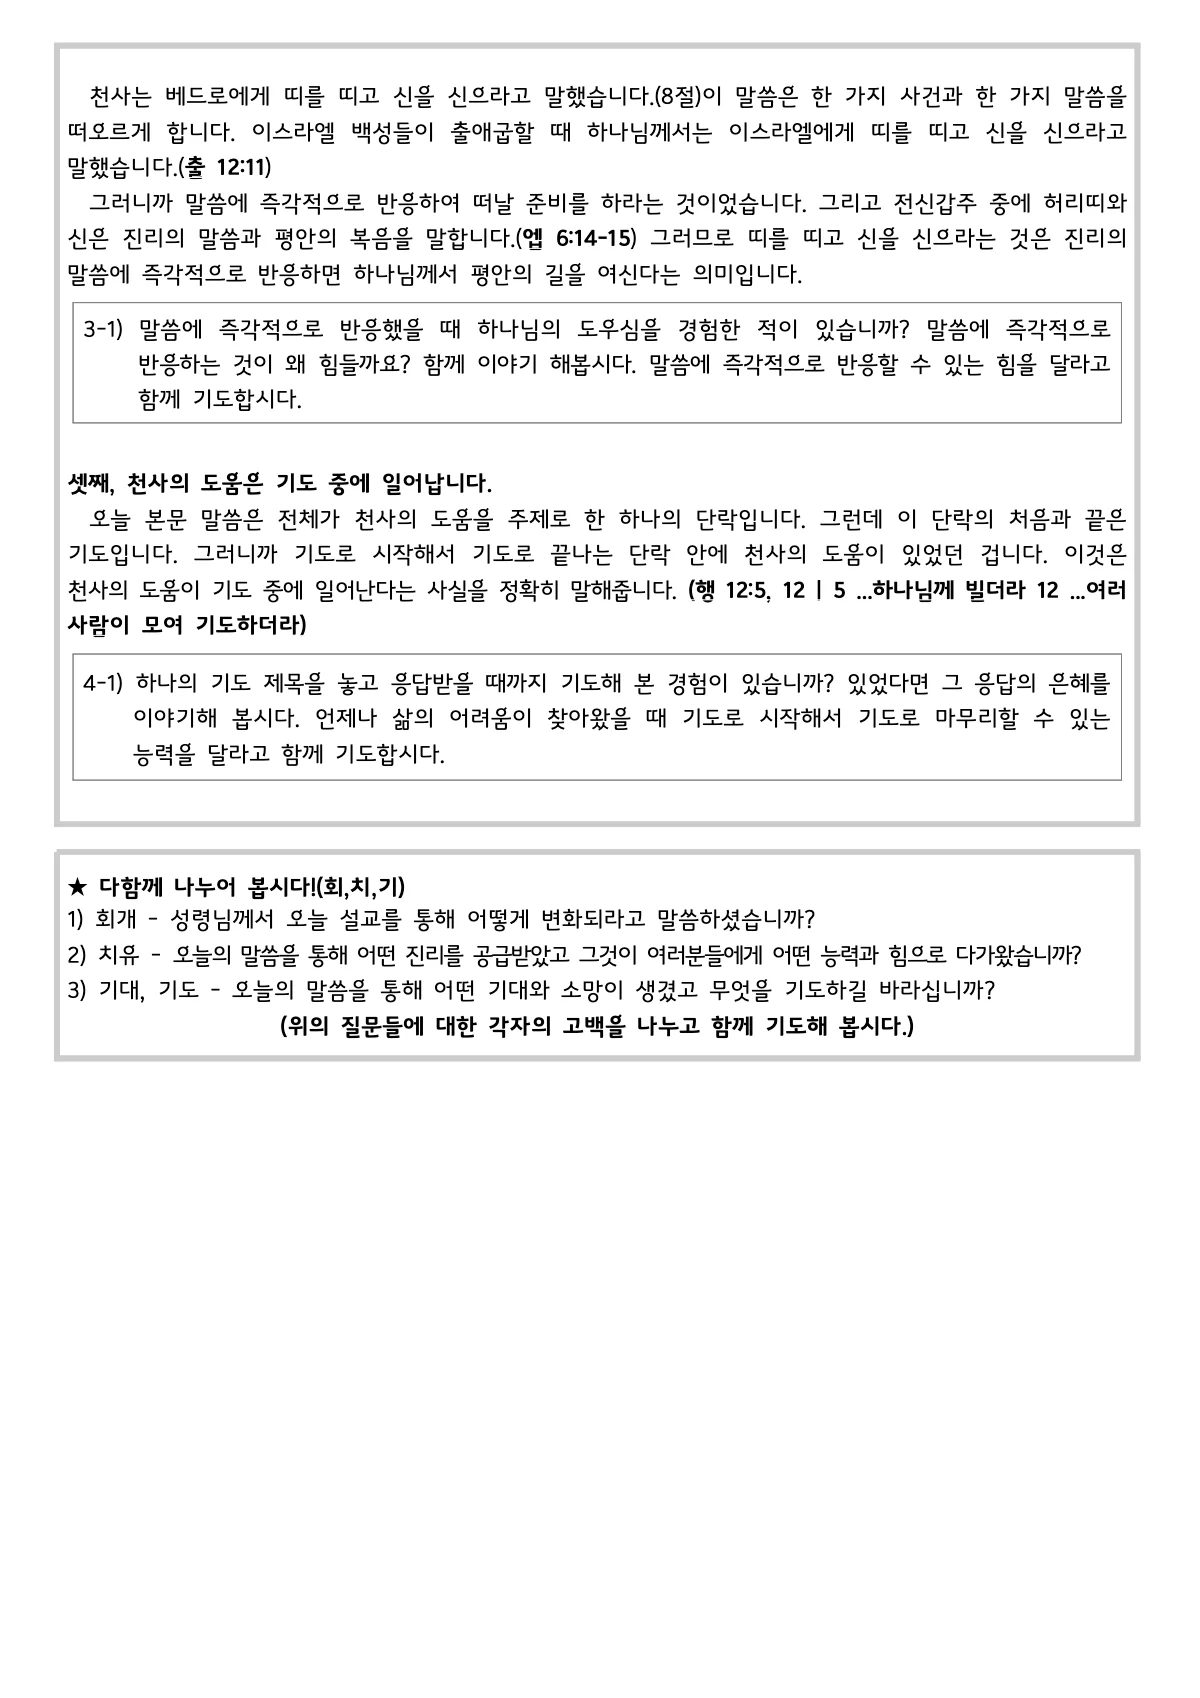 천사는 베드로에게 띠를 띠고 신을 신으라고 말했습니다.(8절)이 말씀은 한 가지 사건과 한 가지 말씀을
떠오르게 합니다. 이스라엘 백성들이 출애굽할 때 하나님께서는 이스라엘에게 띠를 띠고 신을 신으라고
말했습니다.(출 12:11)
그러니까 말씀에 즉각적으로 반응하여 떠날 준비를 하라는 것이었습니다. 그리고 전신갑주 중에 허리띠와
신은 진리의 말씀과 평안의 복음을 말합니다.(엡 6:14-15) 그러므로 띠를 띠고 신을 신으라는 것은 진리의
말씀에 즉각적으로 반응하면 하나님께서 평안의 길을 여신다는 의미입니다.
3-1) 말씀에 즉각적으로 반응했을 때 하나님의 도우심을 경험한 적이 있습니까? 말씀에 즉각적으로
반응하는 것이 왜 힘들까요? 함께 이야기 해봅시다. 말씀에 즉각적으로 반응할 수 있는 힘을 달라고
함께 기도합시다.
셋째, 천사의 도움은 기도 중에 일어납니다.
오늘 본문 말씀은 전체가 천사의 도움을 주제로 한 하나의 단락입니다. 그런데 이 단락의 처음과 끝은
기도입니다. 그러니까 기도로 시작해서 기도로 끝나는 단락 안에 천사의 도움이 있었던 겁니다. 이것은
천사의 도움이 기도 중에 일어난다는 사실을 정확히 말해줍니다. (행 12:5, 12 | 5 ...하나님께 빌더라 12 ...여러
사람이 모여 기도하더라)
4-1) 하나의 기도 제목을 놓고 응답받을 때까지 기도해 본 경험이 있습니까? 있었다면 그 응답의 은혜를
이야기해 봅시다. 언제나 삶의 어려움이 찾아왔을 때 기도로 시작해서 기도로 마무리할 수 있는
능력을 달라고 함께 기도합시다.
★ 다함께 나누어 봅시다!(회,치,기)
1) 회개 - 성령님께서 오늘 설교를 통해 어떻게 변화되라고 말씀하셨습니까?
2) 치유 - 오늘의 말씀을 통해 어떤 진리를 공급받았고 그것이 여러분들에게 어떤 능력과 힘으로 다가왔습니까?
3) 기대, 기도 - 오늘의 말씀을 통해 어떤 기대와 소망이 생겼고 무엇을 기도하길 바라십니까?
(위의 질문들에 대한 각자의 고백을 나누고 함께 기도해 봅시다.)